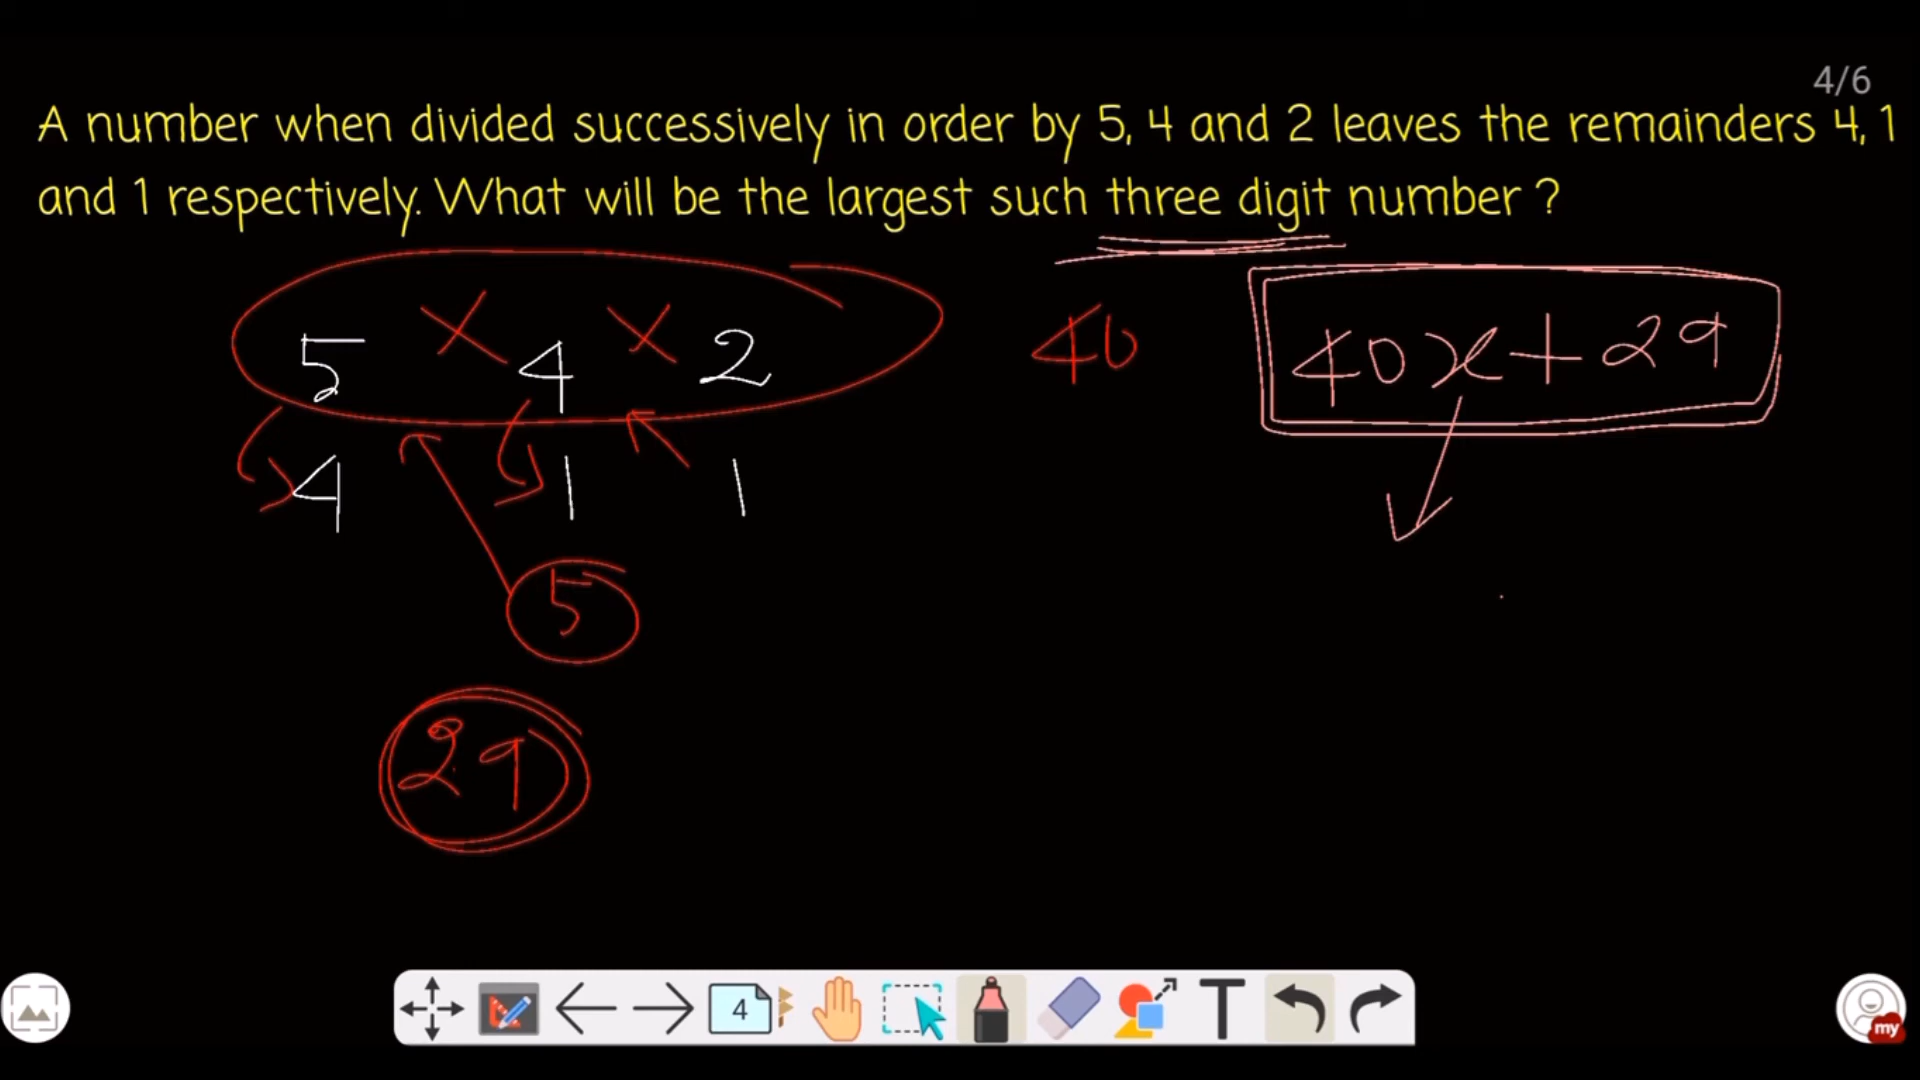 4/6
A number when divided successively in order by 5, 4 and 2 leaves the remainders 4, 1
and 1 respectively. What will be the largest such three digit number ?
5 × 4 × 2
40
40x+29
4 1 1
5
29
4
T
my